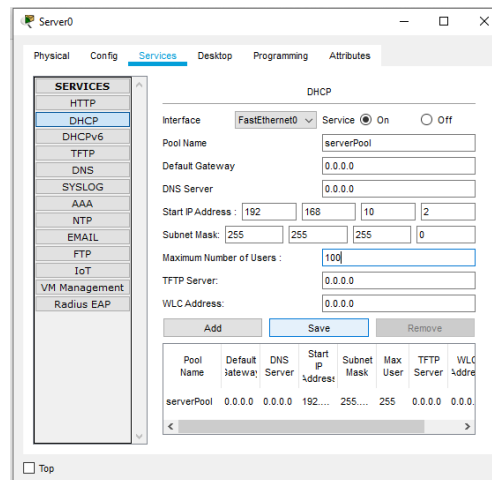 Server0
Physical Config Services Desktop Programming Attributes
SERVICES
HTTP
DHCP
DHCPv6
TFTP
DNS
SYSLOG
AAA
NTP
EMAIL
FTP
IoT
VM Management
Radius EAP
DHCP
Interface FastEthernet0 Service On Off
Pool Name serverPool
Default Gateway 0.0.0.0
DNS Server 0.0.0.0
Start IP Address : 192 168 10 2
Subnet Mask: 255 255 255 0
Maximum Number of Users : 100
TFTP Server: 0.0.0.0
WLC Address: 0.0.0.0
Add Save Remove
Pool Name Default Gateway DNS Server Start IP Address Subnet Mask Max User TFTP Server WLC Addre
serverPool 0.0.0.0 0.0.0.0 192.... 255.... 255 0.0.0.0 0.0.0.
Top